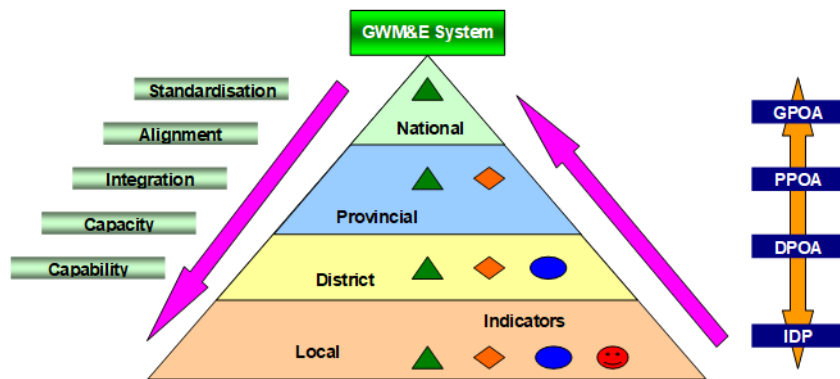 GWM&E System
Standardisation
Alignment
Integration
Capacity
Capability
National
Provincial
District
Indicators
Local
GPOA
PPOA
DPOA
IDP